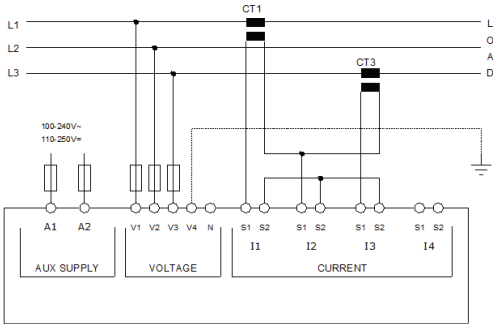 CT1
L1 L
L2 O
A
CT3
L3 D
100-240V~
110-250V=
A1 A2 V1 V2 V3 V4 N S1 S2 S1 S2 S1 S2 S1 S2
I1 I2 I3 I4
AUX SUPPLY VOLTAGE CURRENT